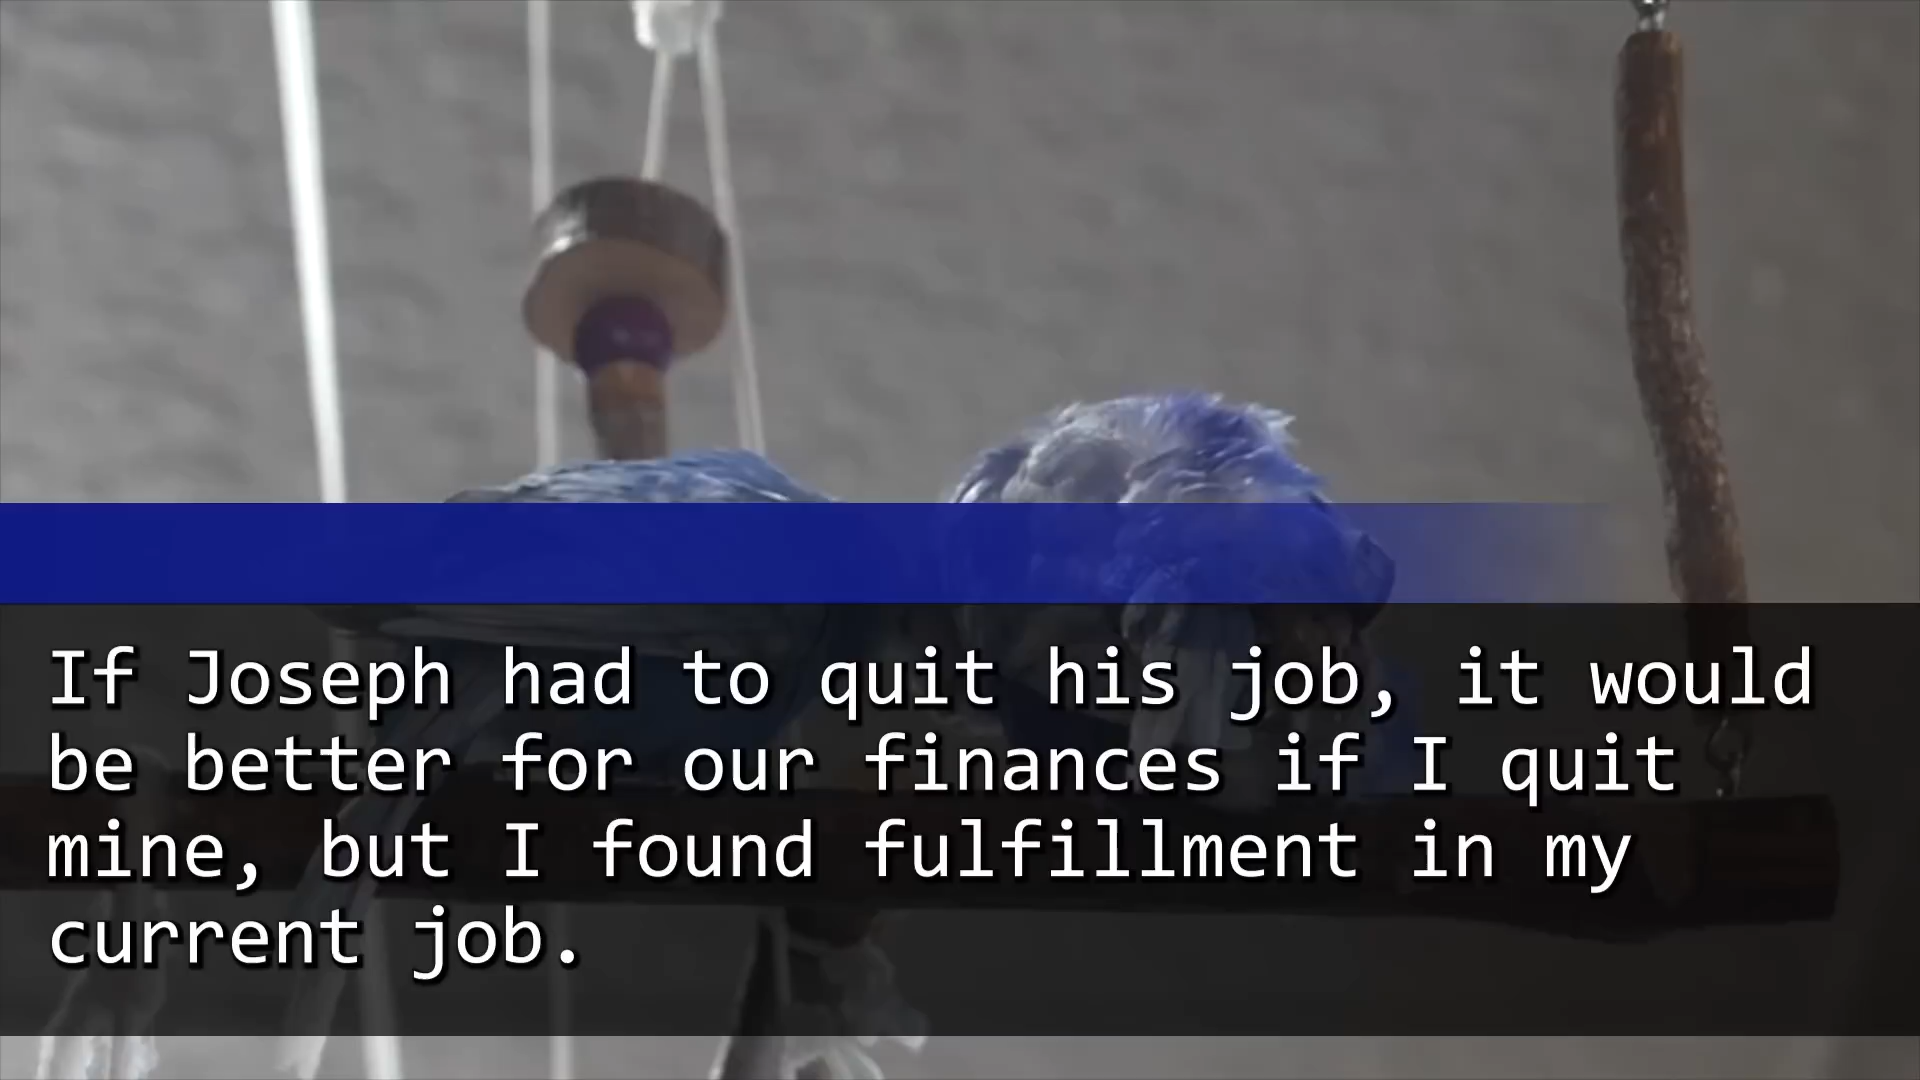 If Joseph had to quit his job, it would
be better for our finances if I quit
mine, but I found fulfillment in my
current job.